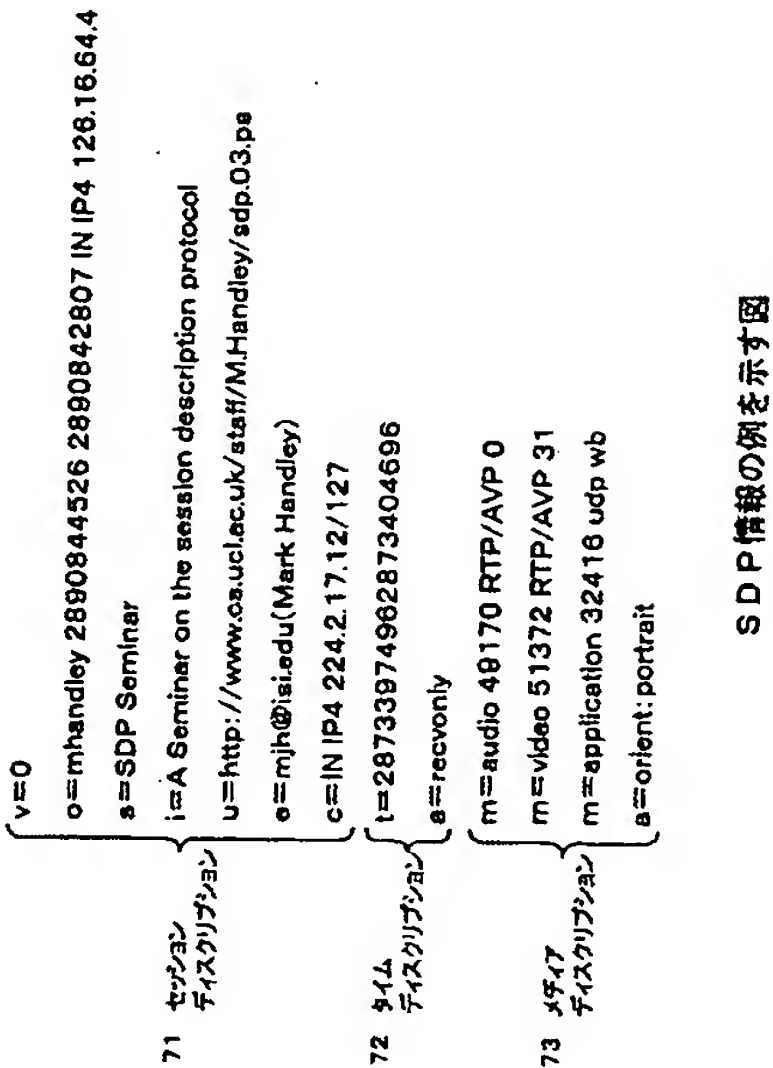 v=0
o=mhandley 2890844526 2890842807 IN IP4 126.16.64.4
s=SDP Seminar
i=A Seminar on the session description protocol
u=http://www.cs.ucl.ac.uk/staff/M.Handley/sdp.03.ps
e=mjh@isi.edu(Mark Handley)
c=IN IP4 224.2.17.12/127
71 セッション
ディスクリプション
t=28733974962873404696
a=recvonly
72 タイム
ディスクリプション
m=audio 49170 RTP/AVP 0
m=video 51372 RTP/AVP 31
m=application 32416 udp wb
a=orient:portrait
73 メディア
ディスクリプション
SDP情報の例を示す図